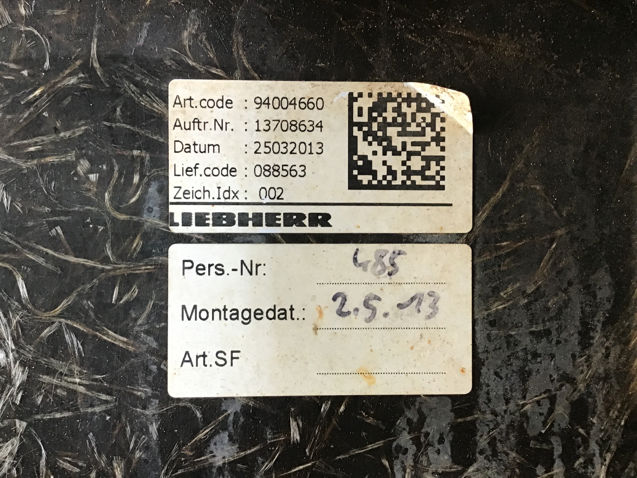 Art.code : 94004660
Auftr.Nr. : 13708634
Datum : 25032013
Lief.code : 088563
Zeich.Idx : 002
LIEBHERR
Pers.-Nr: 485
Montagedat.: 2.5.13
Art.SF